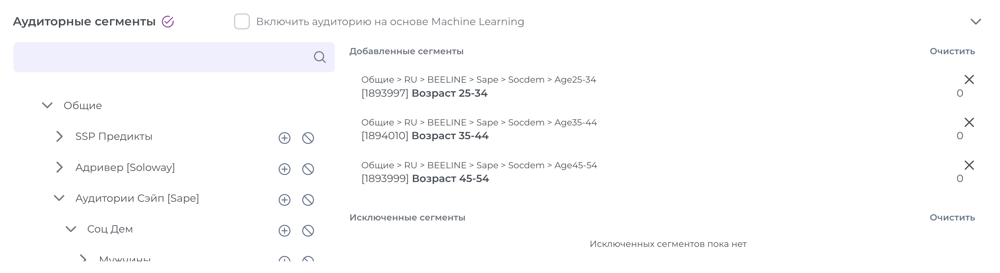 Аудиторные сегменты
Включить аудиторию на основе Machine Learning
Общие
SSP Предикты
Адривер [Soloway]
Аудитории Сэйп [Sape]
Соц Дем
Мужчины
Добавленные сегменты
Очистить
Общие > RU > BEELINE > Sape > Socdem > Age25-34
[1893997] Возраст 25-34
0
Общие > RU > BEELINE > Sape > Socdem > Age35-44
[1894010] Возраст 35-44
0
Общие > RU > BEELINE > Sape > Socdem > Age45-54
[1893999] Возраст 45-54
0
Исключенные сегменты
Очистить
Исключенных сегментов пока нет